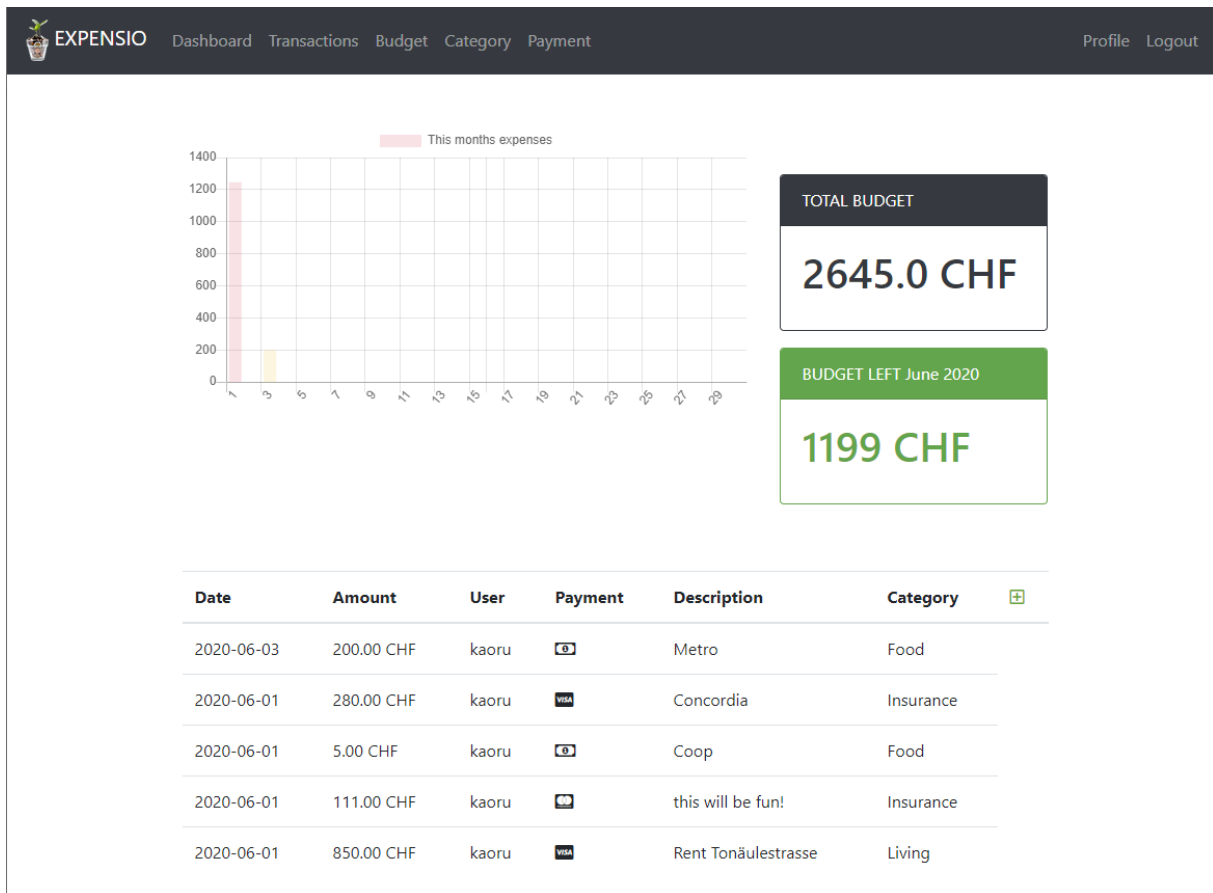 EXPENSIO Dashboard Transactions Budget Category Payment Profile Logout
This months expenses
1400
1200
1000
800
600
400
200
0
1 3 5 7 9 11 13 15 17 19 21 23 25 27 29
TOTAL BUDGET
2645.0 CHF
BUDGET LEFT June 2020
1199 CHF
Date Amount User Payment Description Category
2020-06-03 200.00 CHF kaoru Metro Food
2020-06-01 280.00 CHF kaoru VISA Concordia Insurance
2020-06-01 5.00 CHF kaoru Coop Food
2020-06-01 111.00 CHF kaoru this will be fun! Insurance
2020-06-01 850.00 CHF kaoru VISA Rent Tonäulestrasse Living